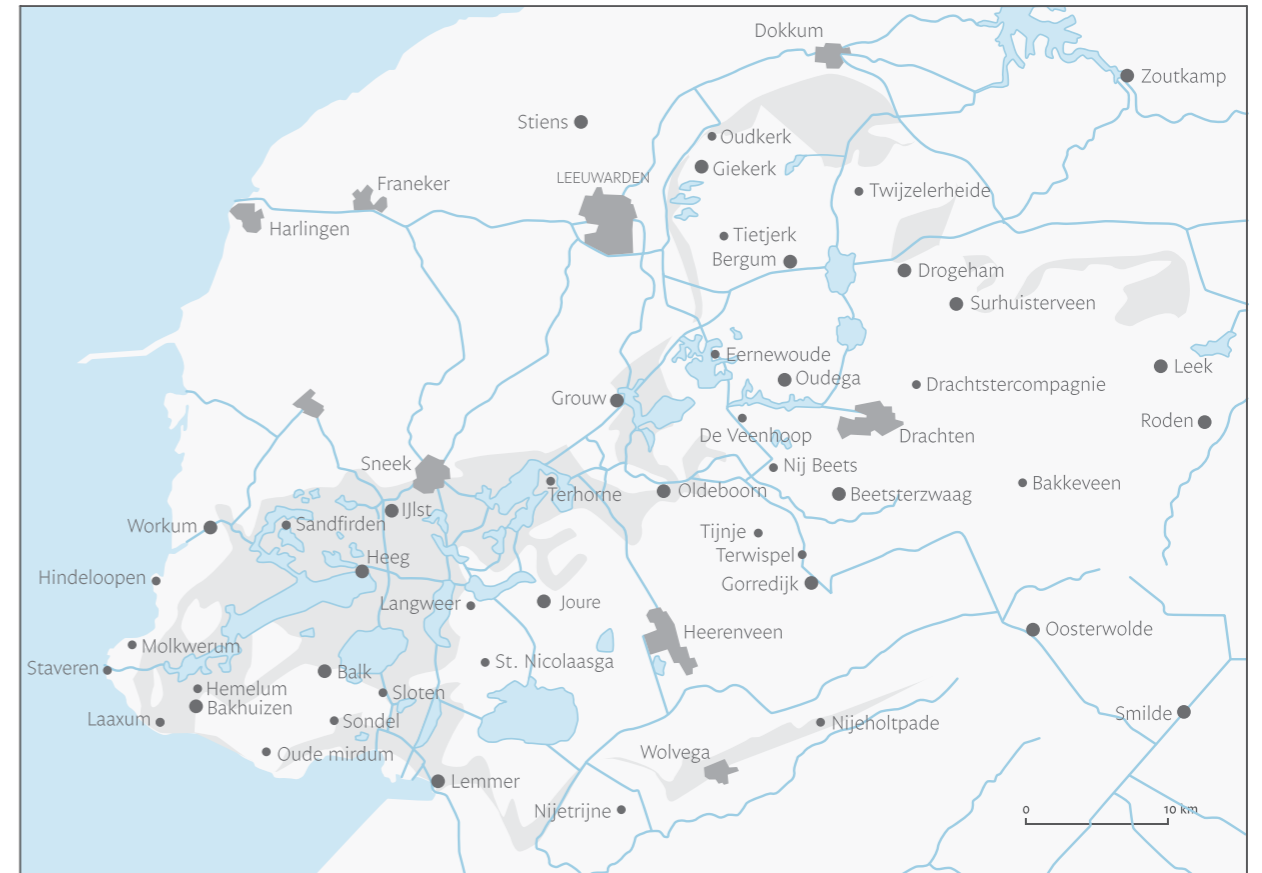 Dokkum
Zoutkamp
Stiens
Oudkerk
Giekerk
LEEUWARDEN
Franeker
Twijzelerheide
Harlingen
Tietjerk
Bergum
Drogeham
Surhuisterveen
Eernewoude
Leek
Oudega
Drachtstercompagnie
Grouw
Roden
De Veenhoop
Drachten
Sneek
Nij Beets
Bakkeveen
Terhorne
Oldeboorn
Beetsterzwaag
IJlst
Sandfirden
Workum
Tijnje
Terwispel
Heeg
Hindeloopen
Gorredijk
Langweer
Joure
Oosterwolde
Heerenveen
Molkwerum
St. Nicolaasga
Staveren
Balk
Hemelum
Sloten
Bakhuizen
Smilde
Laaxum
Sondel
Nijeholtpade
Oude mirdum
Wolvega
Lemmer
Nijetrijne
0
10 km